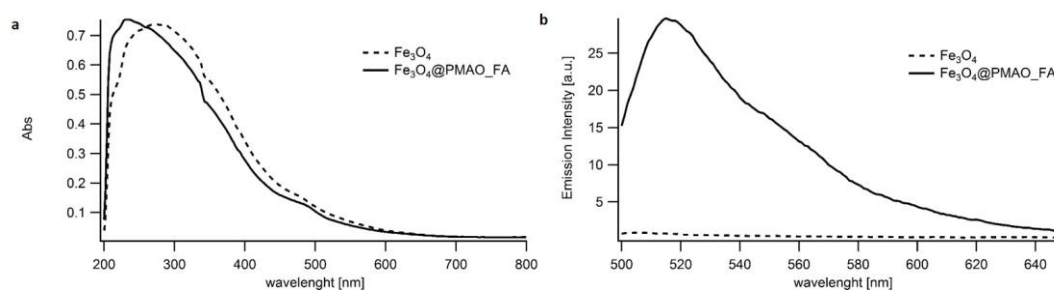 a
0.7
0.6
0.5
0.4
0.3
0.2
0.1
Abs
Fe₃O₄
Fe₃O₄@PMAO_FA
200 300 400 500 600 700 800
wavelenght [nm]
b
25
20
15
10
5
Emission Intensity [a.u.]
Fe₃O₄
Fe₃O₄@PMAO_FA
500 520 540 560 580 600 620 640
wavelenght [nm]